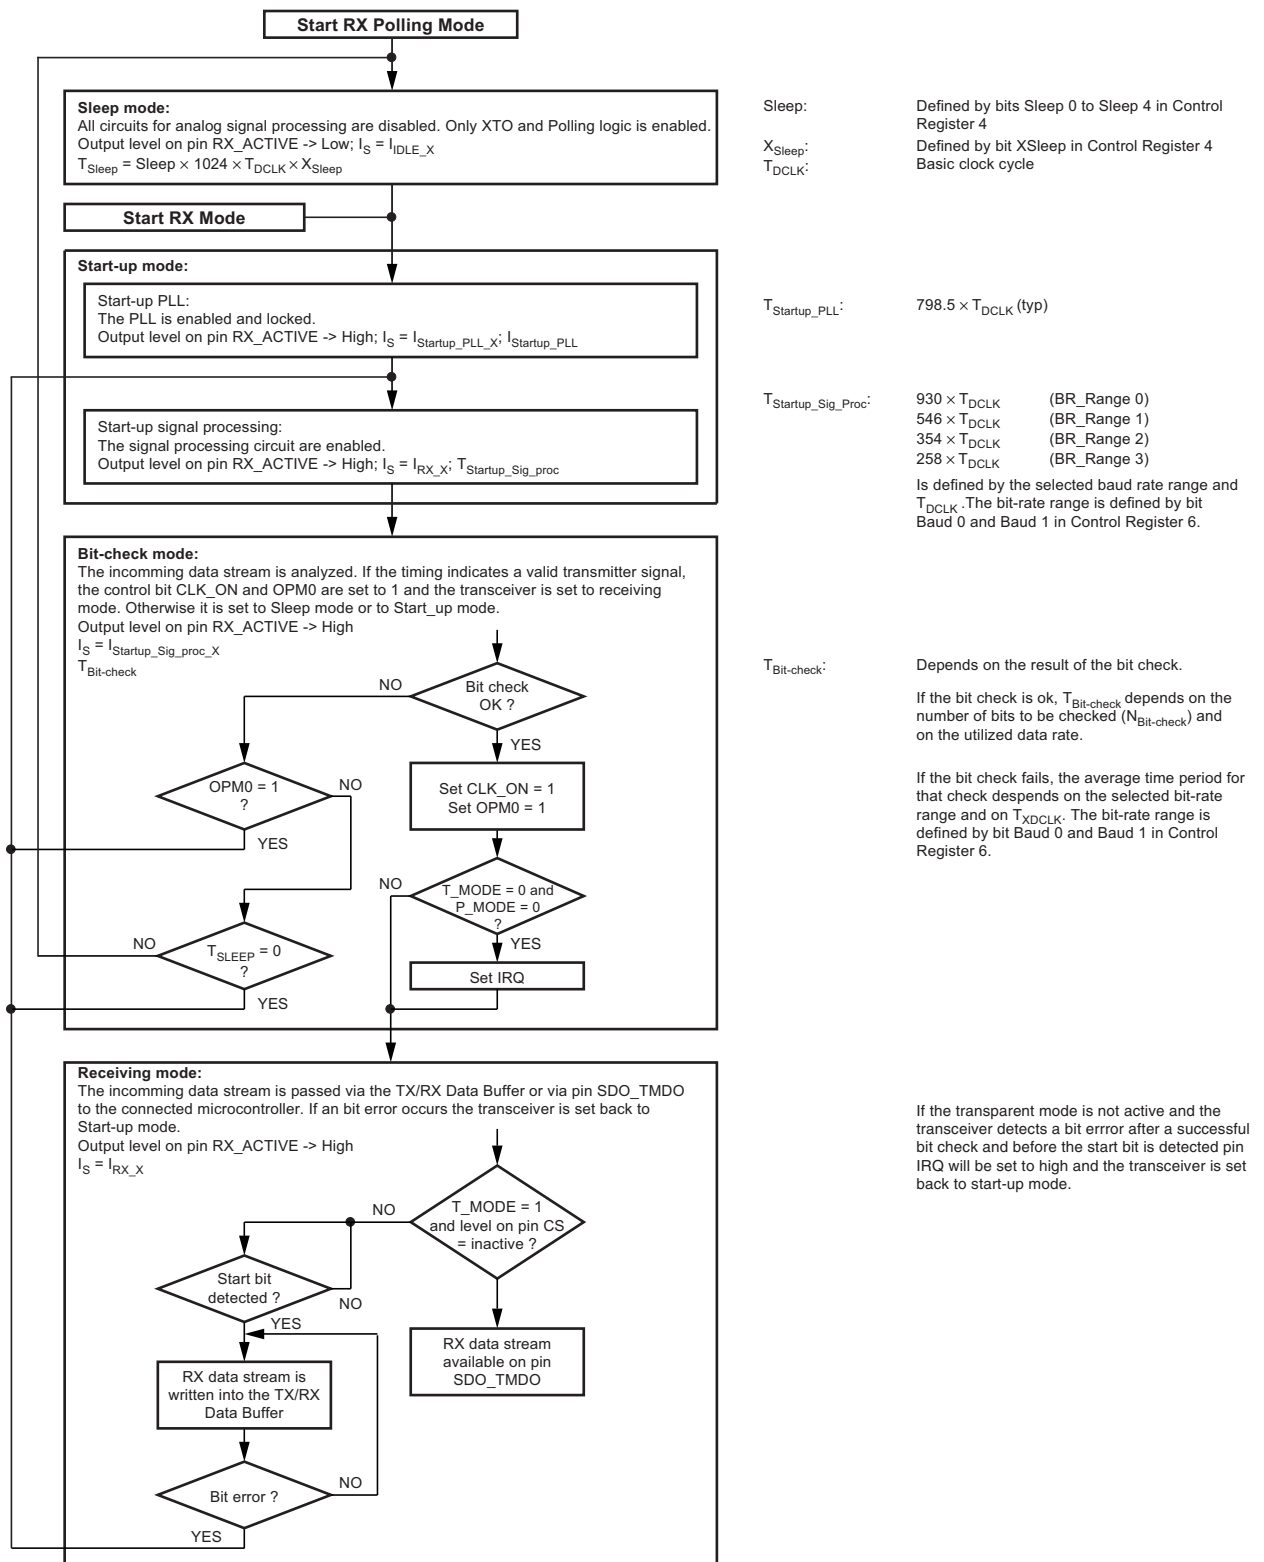 Start RX Polling Mode
Sleep mode:
All circuits for analog signal processing are disabled. Only XTO and Polling logic is enabled.
Output level on pin RX_ACTIVE -> Low; IS = IIDLE_X
TSleep = Sleep × 1024 × TDCLK × XSleep
Sleep: Defined by bits Sleep 0 to Sleep 4 in Control
Register 4
XSleep: Defined by bit XSleep in Control Register 4
TDCLK: Basic clock cycle
Start RX Mode
Start-up mode:
Start-up PLL:
The PLL is enabled and locked.
Output level on pin RX_ACTIVE -> High; IS = IStartup_PLL_X; IStartup_PLL
TStartup_PLL: 798.5 × TDCLK (typ)
Start-up signal processing:
The signal processing circuit are enabled.
Output level on pin RX_ACTIVE -> High; IS = IRX_X; TStartup_Sig_proc
TStartup_Sig_Proc: 930 × TDCLK (BR_Range 0)
546 × TDCLK (BR_Range 1)
354 × TDCLK (BR_Range 2)
258 × TDCLK (BR_Range 3)
Is defined by the selected baud rate range and
TDCLK .The bit-rate range is defined by bit
Baud 0 and Baud 1 in Control Register 6.
Bit-check mode:
The incomming data stream is analyzed. If the timing indicates a valid transmitter signal,
the control bit CLK_ON and OPM0 are set to 1 and the transceiver is set to receiving
mode. Otherwise it is set to Sleep mode or to Start_up mode.
Output level on pin RX_ACTIVE -> High
IS = IStartup_Sig_proc_X
TBit-check
TBit-check: Depends on the result of the bit check.
If the bit check is ok, TBit-check depends on the
number of bits to be checked (NBit-check) and
on the utilized data rate.
If the bit check fails, the average time period for
that check despends on the selected bit-rate
range and on TXDCLK. The bit-rate range is
defined by bit Baud 0 and Baud 1 in Control
Register 6.
NO
Bit check
OK ?
YES
OPM0 = 1
?
NO
YES
Set CLK_ON = 1
Set OPM0 = 1
NO
T_MODE = 0 and
P_MODE = 0
?
YES
NO
TSLEEP = 0
?
YES
Set IRQ
Receiving mode:
The incomming data stream is passed via the TX/RX Data Buffer or via pin SDO_TMDO
to the connected microcontroller. If an bit error occurs the transceiver is set back to
Start-up mode.
Output level on pin RX_ACTIVE -> High
IS = IRX_X
If the transparent mode is not active and the
transceiver detects a bit errror after a successful
bit check and before the start bit is detected pin
IRQ will be set to high and the transceiver is set
back to start-up mode.
NO
T_MODE = 1
and level on pin CS
= inactive ?
Start bit
detected ?
NO
YES
RX data stream
available on pin
SDO_TMDO
RX data stream is
written into the TX/RX
Data Buffer
Bit error ?
NO
YES